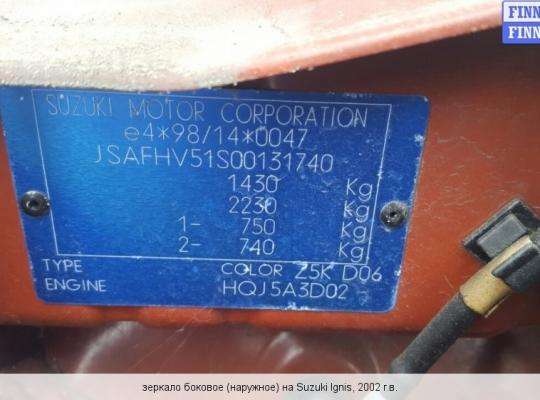 FINN
FINN
SUZUKI MOTOR CORPORATION
e4*98/14*0047
JSAFHV51S00131740
1430 Kg
2230 Kg
1- 750 Kg
2- 740 Kg
TYPE COLOR Z5K D06
ENGINE HQJ5A3D02
зеркало боковое (наружное) на Suzuki Ignis, 2002 г.в.